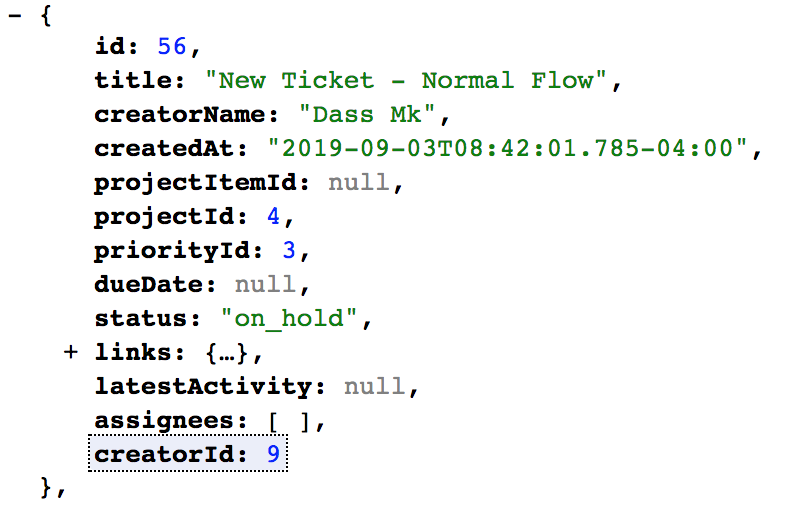 - {
id: 56,
title: "New Ticket - Normal Flow",
creatorName: "Dass Mk",
createdAt: "2019-09-03T08:42:01.785-04:00",
projectItemId: null,
projectId: 4,
priorityId: 3,
dueDate: null,
status: "on_hold",
+ links: {…},
latestActivity: null,
assignees: [ ],
creatorId: 9
},